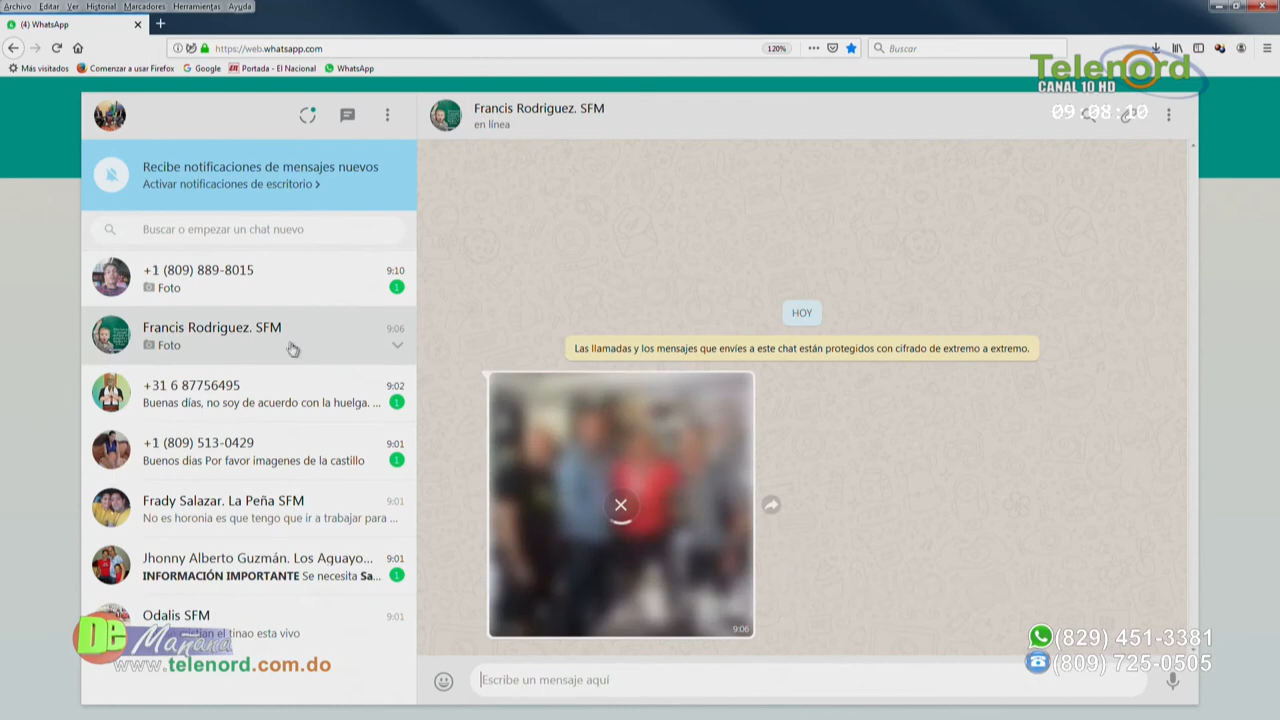 Archivo Editar Ver Historial Marcadores Herramientas Ayuda
(4) WhatsApp
https://web.whatsapp.com
120%
Buscar
Más visitados
Comenzar a usar Firefox
Google
Portada - El Nacional
WhatsApp
Telenord
CANAL 10 HD
09:08:10
Francis Rodriguez. SFM
en línea
Recibe notificaciones de mensajes nuevos
Activar notificaciones de escritorio >
Buscar o empezar un chat nuevo
+1 (809) 889-8015
9:10
Foto
1
Francis Rodriguez. SFM
9:06
Foto
+31 6 87756495
9:02
Buenas días, no soy de acuerdo con la huelga. ...
1
+1 (809) 513-0429
9:01
Buenos dias Por favor imagenes de la castillo
1
Frady Salazar. La Peña SFM
9:01
No es horonia es que tengo que ir a trabajar para ...
Jhonny Alberto Guzmán. Los Aguayo...
9:01
INFORMACIÓN IMPORTANTE Se necesita Sa...
1
Odalis SFM
9:01
el tinao esta vivo
HOY
Las llamadas y los mensajes que envíes a este chat están protegidos con cifrado de extremo a extremo.
9:06
Escribe un mensaje aquí
De Mañana
www.telenord.com.do
(829) 451-3381
(809) 725-0505